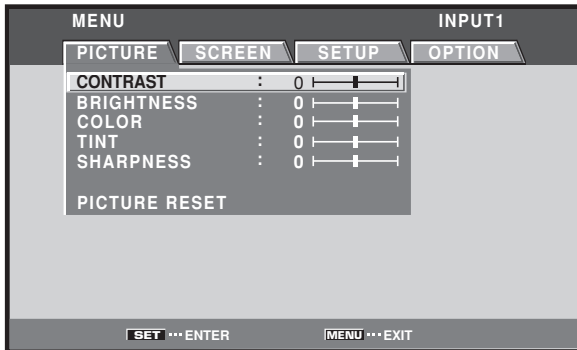 MENU INPUT1
PICTURE SCREEN SETUP OPTION
CONTRAST : 0
BRIGHTNESS : 0
COLOR : 0
TINT : 0
SHARPNESS : 0
PICTURE RESET
SET ··· ENTER MENU ··· EXIT